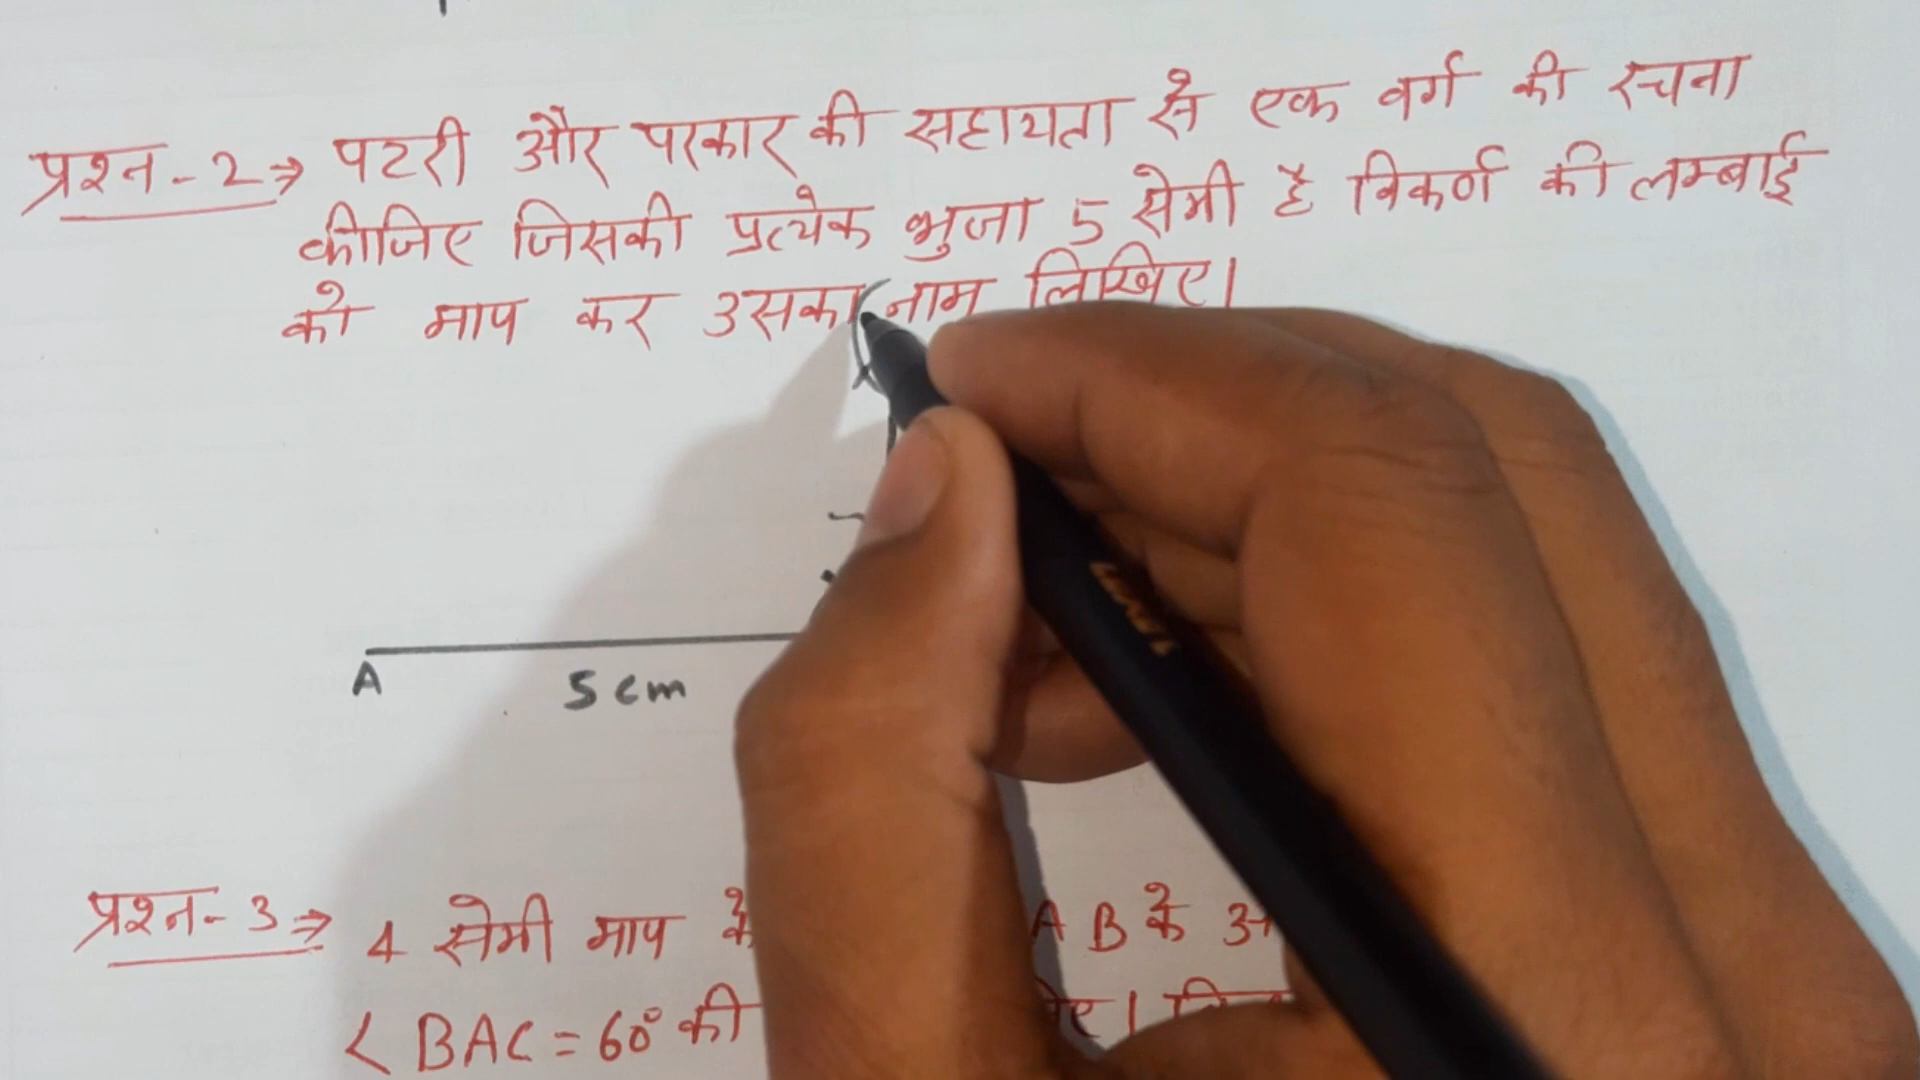 प्रश्न-2⇒ पटरी और परकार की सहायता से एक वर्ग की रचना
कीजिए जिसकी प्रत्येक भुजा 5 सेमी है विकर्ण की लम्बाई
को माप कर उसका नाम लिखिए।
A
5 cm
प्रश्न-3⇒ 4 सेमी माप के AB के
<BAC=60° की